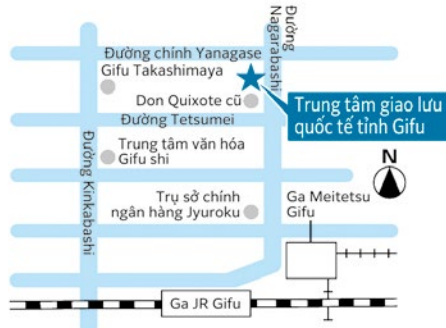 Đường Nagarabashi
Đường chính Yanagase
Gifu Takashimaya
Don Quixote cũ
Trung tâm giao lưu
quốc tế tỉnh Gifu
Đường Tetsumei
Đường Kinkabashi
Trung tâm văn hóa
Gifu shi
N
Trụ sở chính
ngân hàng Jyuroku
Ga Meitetsu
Gifu
Ga JR Gifu